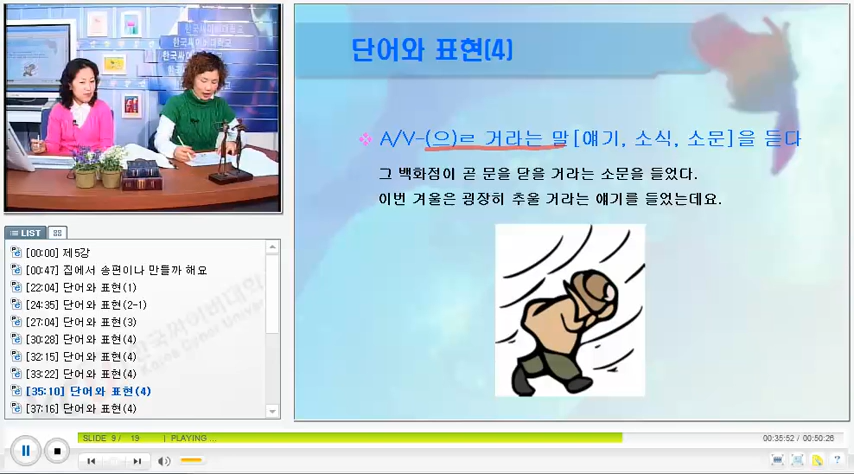 한국싸이버대학교
단어와 표현(4)
A/V-(으)ㄹ 거라는 말[얘기, 소식, 소문]을 듣다
그 백화점이 곧 문을 닫을 거라는 소문을 들었다.
이번 겨울은 굉장히 추울 거라는 얘기를 들었는데요.
LIST
[00:00] 제5강
[00:47] 집에서 송편이나 만들까 해요
[22:04] 단어와 표현(1)
[24:35] 단어와 표현(2-1)
[27:04] 단어와 표현(3)
[30:28] 단어와 표현(4)
[32:15] 단어와 표현(4)
[33:22] 단어와 표현(4)
[35:10] 단어와 표현(4)
[37:16] 단어와 표현(4)
SLIDE 9 / 19 | PLAYING ...
00:35:52 / 00:50:26